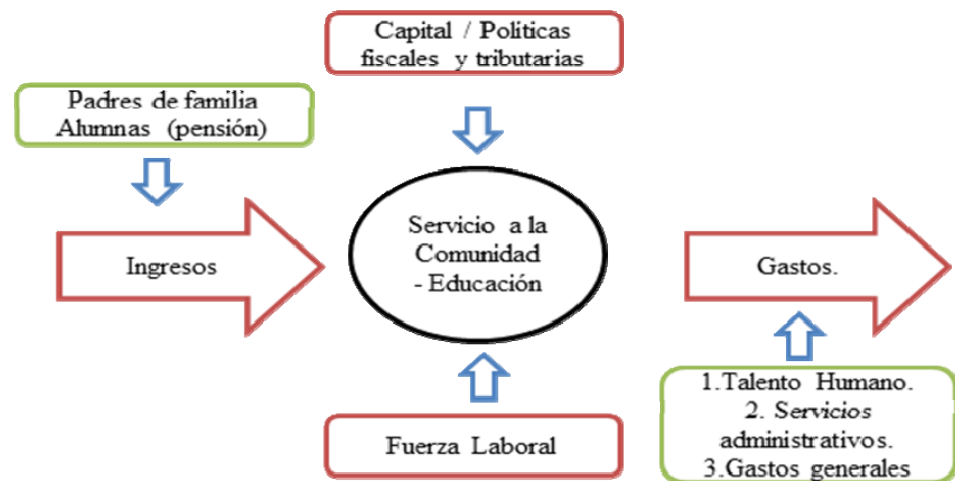 Capital / Políticas
fiscales y tributarias
Padres de familia
Alumnas (pensión)
Ingresos
Servicio a la
Comunidad
- Educación
Gastos.
Fuerza Laboral
1.Talento Humano.
2. Servicios
administrativos.
3.Gastos generales